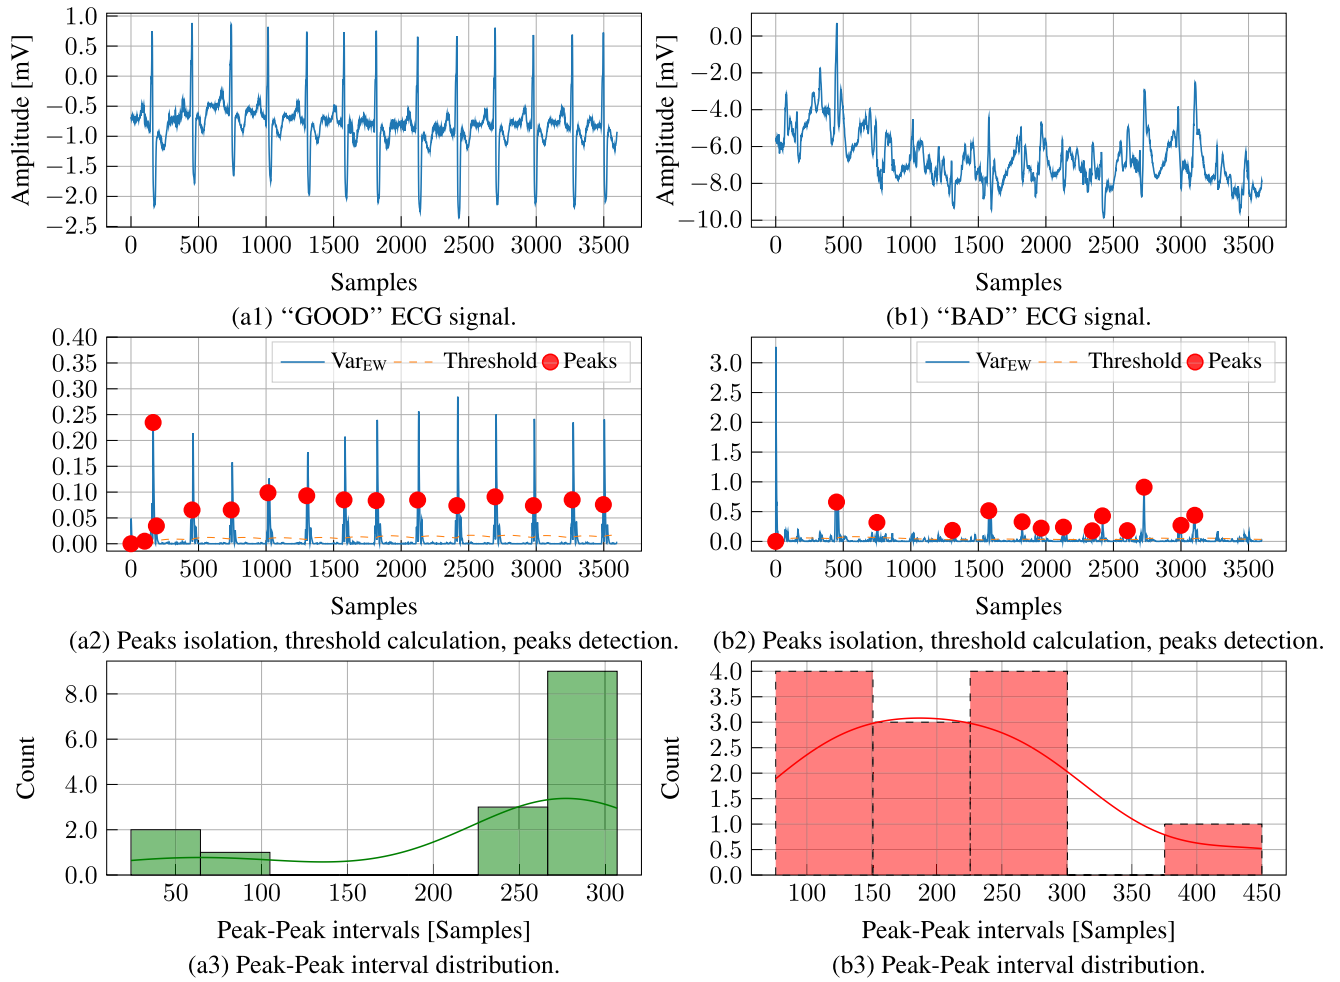 1.0
0.5
0.0
−0.5
−1.0
−1.5
−2.0
−2.5
Amplitude [mV]
0 500 1000 1500 2000 2500 3000 3500
Samples
(a1) “GOOD” ECG signal.
0.0
−2.0
−4.0
−6.0
−8.0
−10.0
Amplitude [mV]
0 500 1000 1500 2000 2500 3000 3500
Samples
(b1) “BAD” ECG signal.
0.40
0.35
0.30
0.25
0.20
0.15
0.10
0.05
0.00
VarEW Threshold Peaks
0 500 1000 1500 2000 2500 3000 3500
Samples
(a2) Peaks isolation, threshold calculation, peaks detection.
3.0
2.5
2.0
1.5
1.0
0.5
0.0
VarEW Threshold Peaks
0 500 1000 1500 2000 2500 3000 3500
Samples
(b2) Peaks isolation, threshold calculation, peaks detection.
8.0
6.0
4.0
2.0
0.0
Count
50 100 150 200 250 300
Peak-Peak intervals [Samples]
(a3) Peak-Peak interval distribution.
4.0
3.5
3.0
2.5
2.0
1.5
1.0
0.5
0.0
Count
100 150 200 250 300 350 400 450
Peak-Peak intervals [Samples]
(b3) Peak-Peak interval distribution.